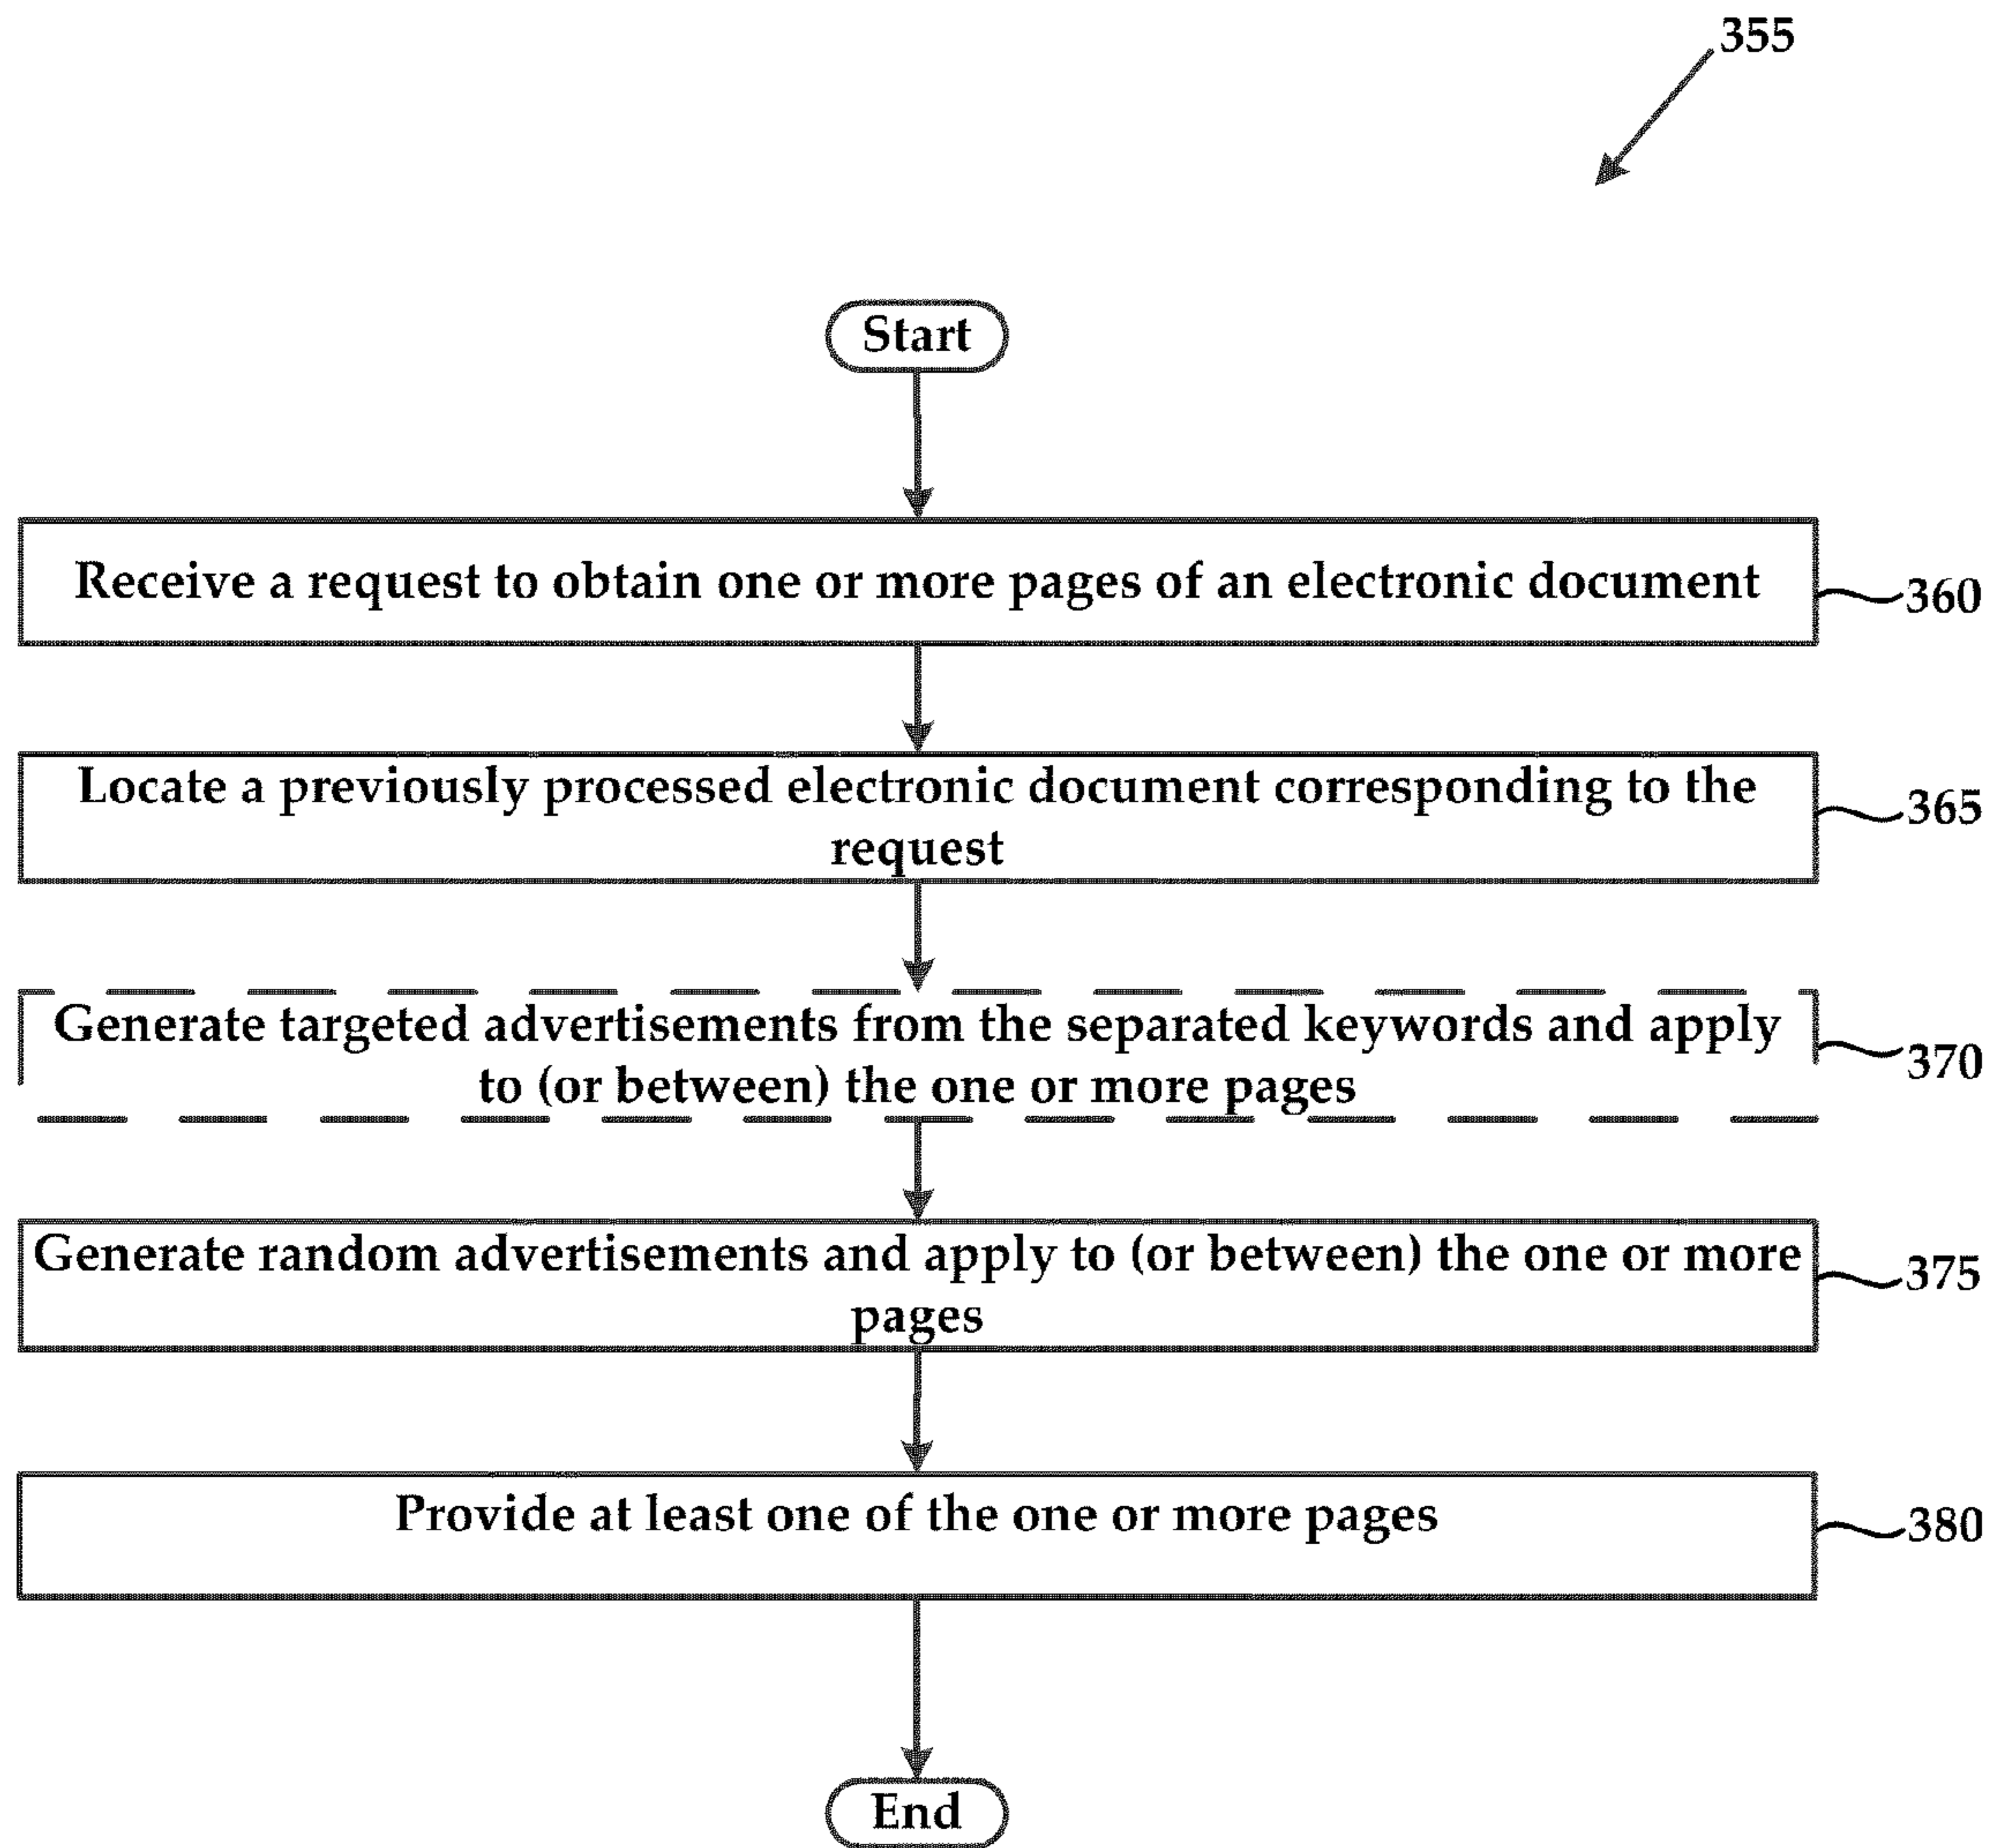 355
Start
Receive a request to obtain one or more pages of an electronic document
360
Locate a previously processed electronic document corresponding to the
request
365
Generate targeted advertisements from the separated keywords and apply
to (or between) the one or more pages
370
Generate random advertisements and apply to (or between) the one or more
pages
375
Provide at least one of the one or more pages
380
End